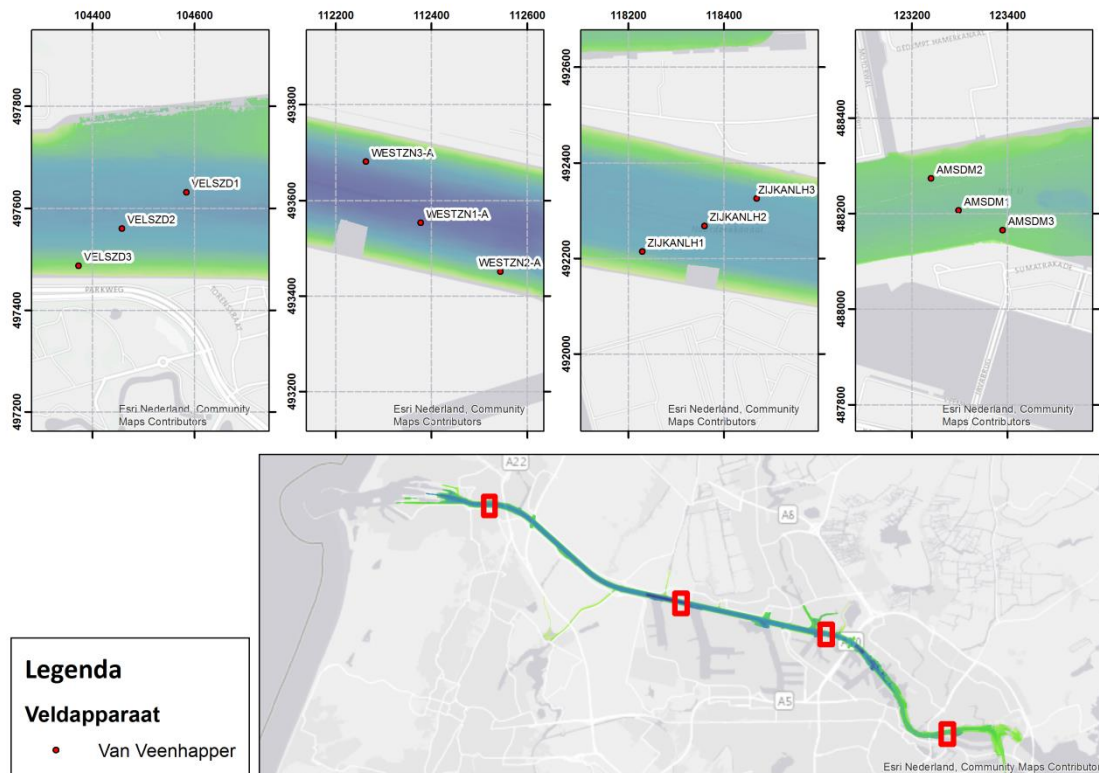 104400 104600
112200 112400 112600
118200 118400
123200 123400
497800
497600
497400
497200
VELSZD1
VELSZD2
VELSZD3
PARKWEG
Esri Nederland, Community
Maps Contributors
493800
493600
493400
493200
WESTZN3-A
WESTZN1-A
WESTZN2-A
Esri Nederland, Community
Maps Contributors
492600
492400
492200
492000
ZIJKANLH3
ZIJKANLH2
ZIJKANLH1
Esri Nederland, Community
Maps Contributors
488400
488200
488000
487800
GEDEMPT HAMERKANAAL
AMSDM2
AMSDM1
AMSDM3
SUMATRAKADE
Esri Nederland, Community
Maps Contributors
A22
A8
A5
Esri Nederland, Community Maps Contributors
Legenda
Veldapparaat
Van Veenhapper